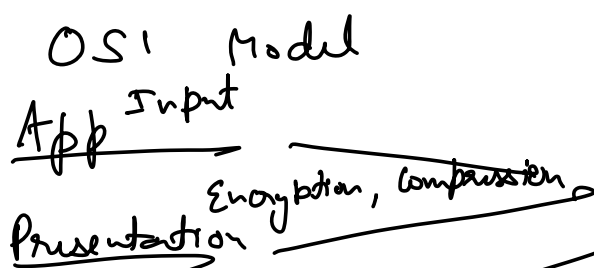 OSI Model
Input
App
Encryption, Compression
Presentation